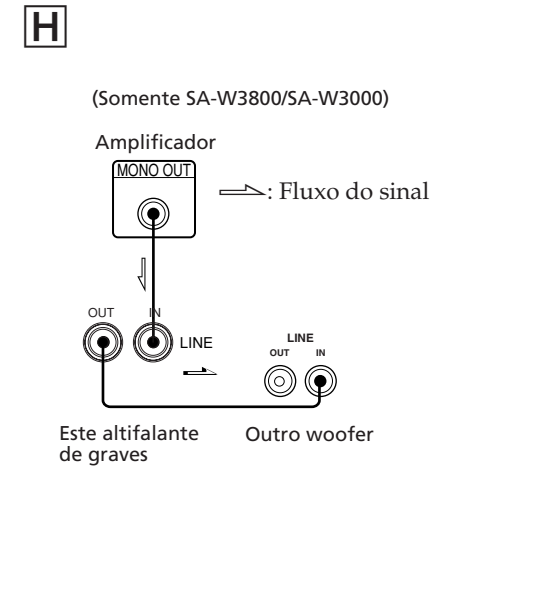 H
(Somente SA-W3800/SA-W3000)
Amplificador
MONO OUT
: Fluxo do sinal
OUT IN
LINE
LINE
OUT IN
Este altifalante
de graves
Outro woofer